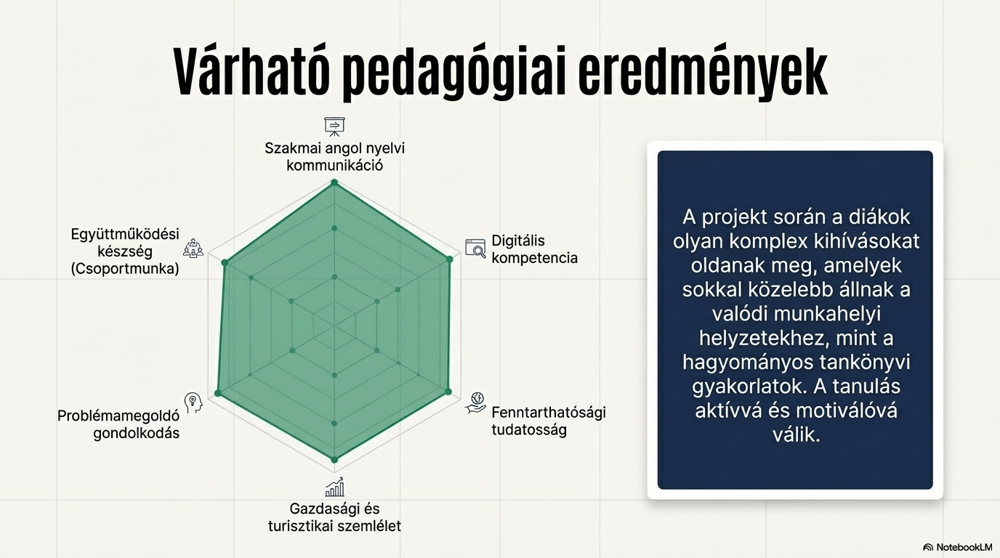 Várható pedagógiai eredmények
Szakmai angol nyelvi
kommunikáció
Együttműködési
készség
(Csoportmunka)
Digitális
kompetencia
Problémamegoldó
gondolkodás
Fenntarthatósági
tudatosság
Gazdasági és
turisztikai szemlélet
A projekt során a diákok
olyan komplex kihívásokat
oldanak meg, amelyek
sokkal közelebb állnak a
valódi munkahelyi
helyzetekhez, mint a
hagyományos tankönyvi
gyakorlatok. A tanulás
aktívvá és motiválóvá
válik.
NotebookLM